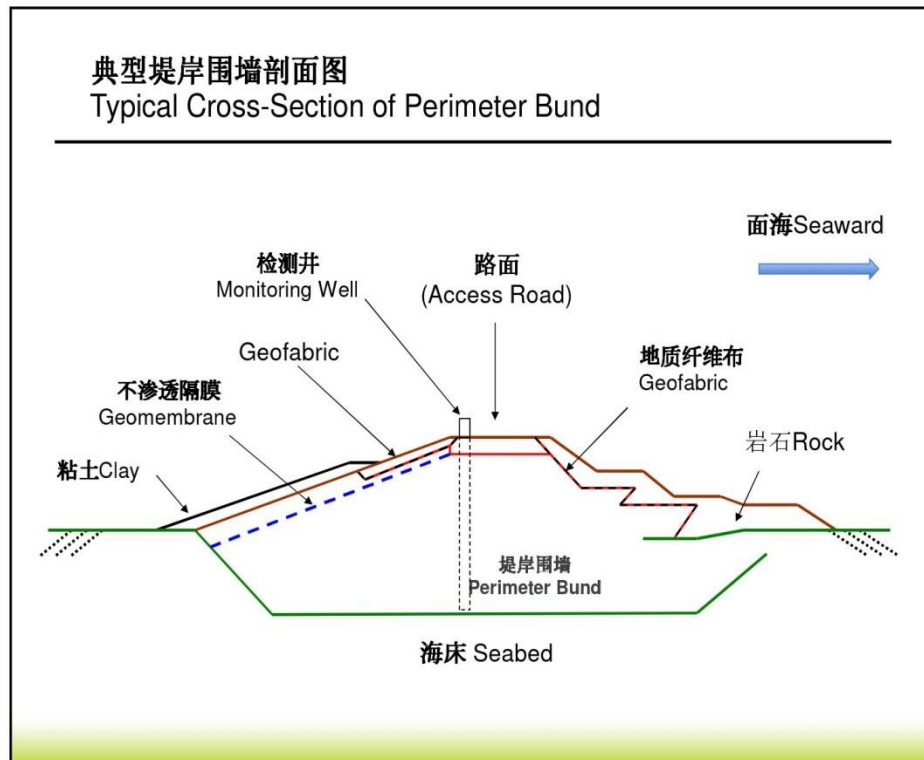 典型堤岸围墙剖面图
Typical Cross-Section of Perimeter Bund
面海Seaward
检测井
Monitoring Well
路面
(Access Road)
Geofabric
地质纤维布
Geofabric
不渗透隔膜
Geomembrane
岩石Rock
粘土Clay
堤岸围墙
Perimeter Bund
海床 Seabed